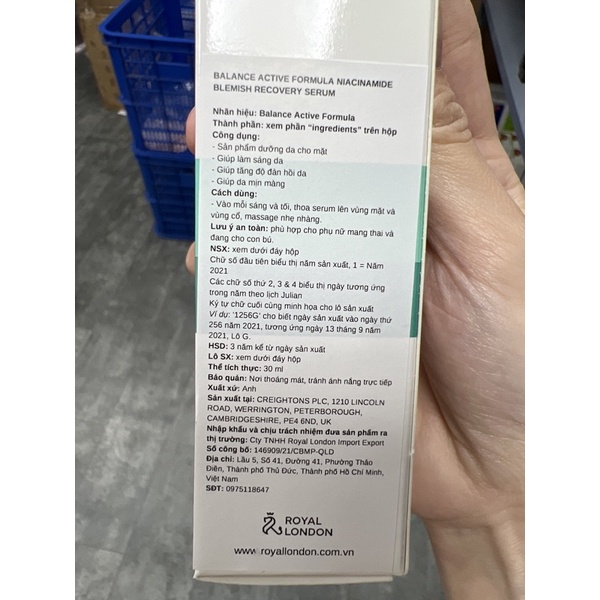 BALANCE ACTIVE FORMULA NIACINAMIDE
BLEMISH RECOVERY SERUM
Nhãn hiệu: Balance Active Formula
Thành phần: xem phần "ingredients" trên hộp
Công dụng:
- Sản phẩm dưỡng da cho mặt
- Giúp làm sáng da
- Giúp tăng độ đàn hồi da
- Giúp da mịn màng
Cách dùng:
- Vào mỗi sáng và tối, thoa serum lên vùng mặt và
vùng cổ, massage nhẹ nhàng.
Lưu ý an toàn: phù hợp cho phụ nữ mang thai và
đang cho con bú.
NSX: xem dưới đáy hộp
Chữ số đầu tiên biểu thị năm sản xuất, 1 = Năm
2021
Các chữ số thứ 2, 3 & 4 biểu thị ngày tương ứng
trong năm theo lịch Julian
Ký tự chữ cuối cùng minh họa cho lô sản xuất
Ví dụ: '1256G' cho biết ngày sản xuất vào ngày thứ
256 năm 2021, tương ứng ngày 13 tháng 9 năm
2021, Lô G.
HSD: 3 năm kể từ ngày sản xuất
Lô SX: xem dưới đáy hộp
Thể tích thực: 30 ml
Bảo quản: Nơi thoáng mát, tránh ánh nắng trực tiếp
Xuất xứ: Anh
Sản xuất tại: CREIGHTONS PLC, 1210 LINCOLN
ROAD, WERRINGTON, PETERBOROUGH,
CAMBRIDGESHIRE, PE4 6ND, UK
Nhập khẩu và chịu trách nhiệm đưa sản phẩm ra
thị trường: Cty TNHH Royal London Import Export
Số công bố: 146909/21/CBMP-QLD
Địa chỉ: Lầu 5, Số 41, Đường 41, Phường Thảo
Điền, Thành phố Thủ Đức, Thành phố Hồ Chí Minh,
Việt Nam
SĐT: 0975118647
ROYAL
LONDON
www.royallondon.com.vn